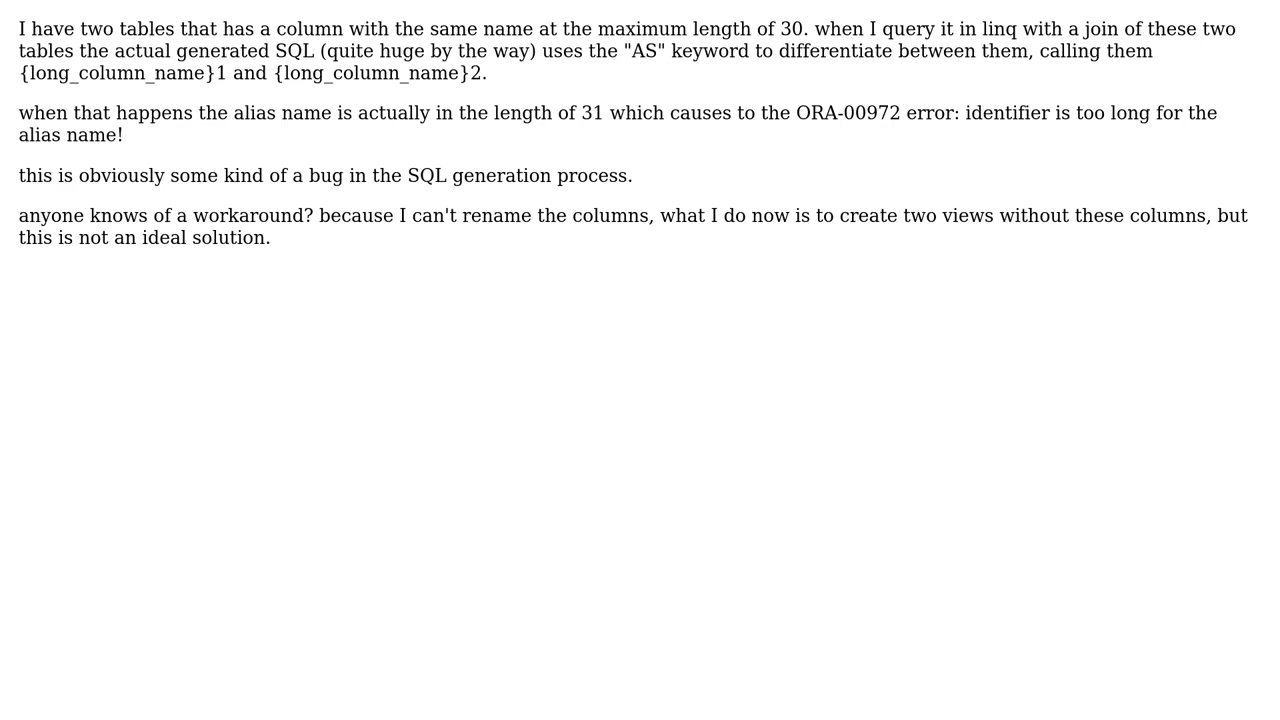 I have two tables that has a column with the same name at the maximum length of 30. when I query it in linq with a join of these two
tables the actual generated SQL (quite huge by the way) uses the "AS" keyword to differentiate between them, calling them
{long_column_name}1 and {long_column_name}2.
when that happens the alias name is actually in the length of 31 which causes to the ORA-00972 error: identifier is too long for the
alias name!
this is obviously some kind of a bug in the SQL generation process.
anyone knows of a workaround? because I can't rename the columns, what I do now is to create two views without these columns, but
this is not an ideal solution.